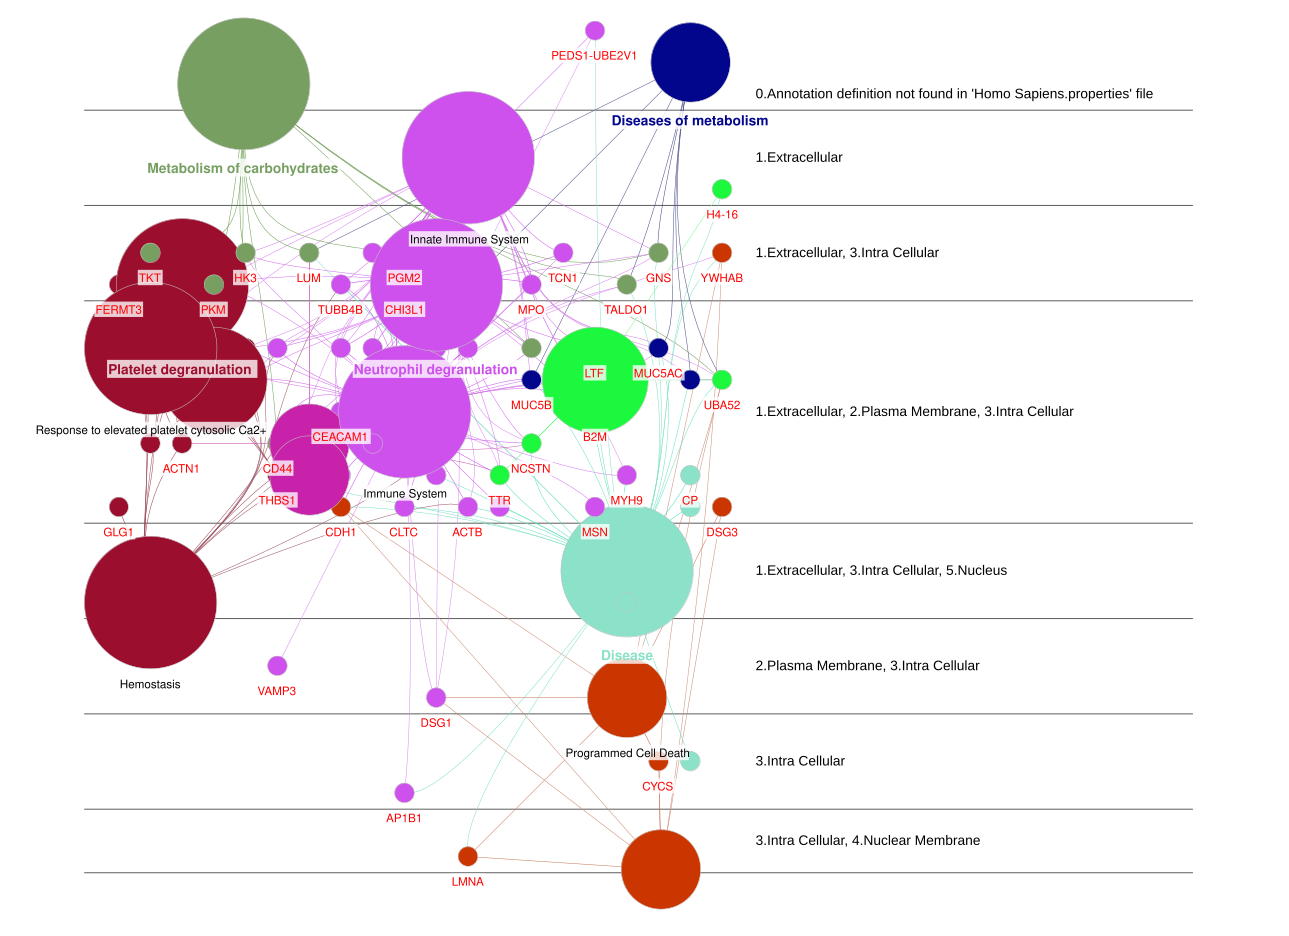 PEDS1-UBE2V1
0.Annotation definition not found in 'Homo Sapiens.properties' file
Diseases of metabolism
1.Extracellular
Metabolism of carbohydrates
H4-16
Innate Immune System
1.Extracellular, 3.Intra Cellular
TKT
HK3
LUM
PGM2
TCN1
GNS
YWHAB
FERMT3
PKM
TUBB4B
CHI3L1
MPO
TALDO1
Platelet degranulation
Neutrophil degranulation
LTF
MUC5AC
MUC5B
UBA52
1.Extracellular, 2.Plasma Membrane, 3.Intra Cellular
Response to elevated platelet cytosolic Ca2+
CEACAM1
B2M
ACTN1
CD44
NCSTN
THBS1
Immune System
TTR
MYH9
CP
GLG1
CDH1
CLTC
ACTB
MSN
DSG3
1.Extracellular, 3.Intra Cellular, 5.Nucleus
Disease
2.Plasma Membrane, 3.Intra Cellular
Hemostasis
VAMP3
DSG1
Programmed Cell Death
3.Intra Cellular
CYCS
AP1B1
3.Intra Cellular, 4.Nuclear Membrane
LMNA